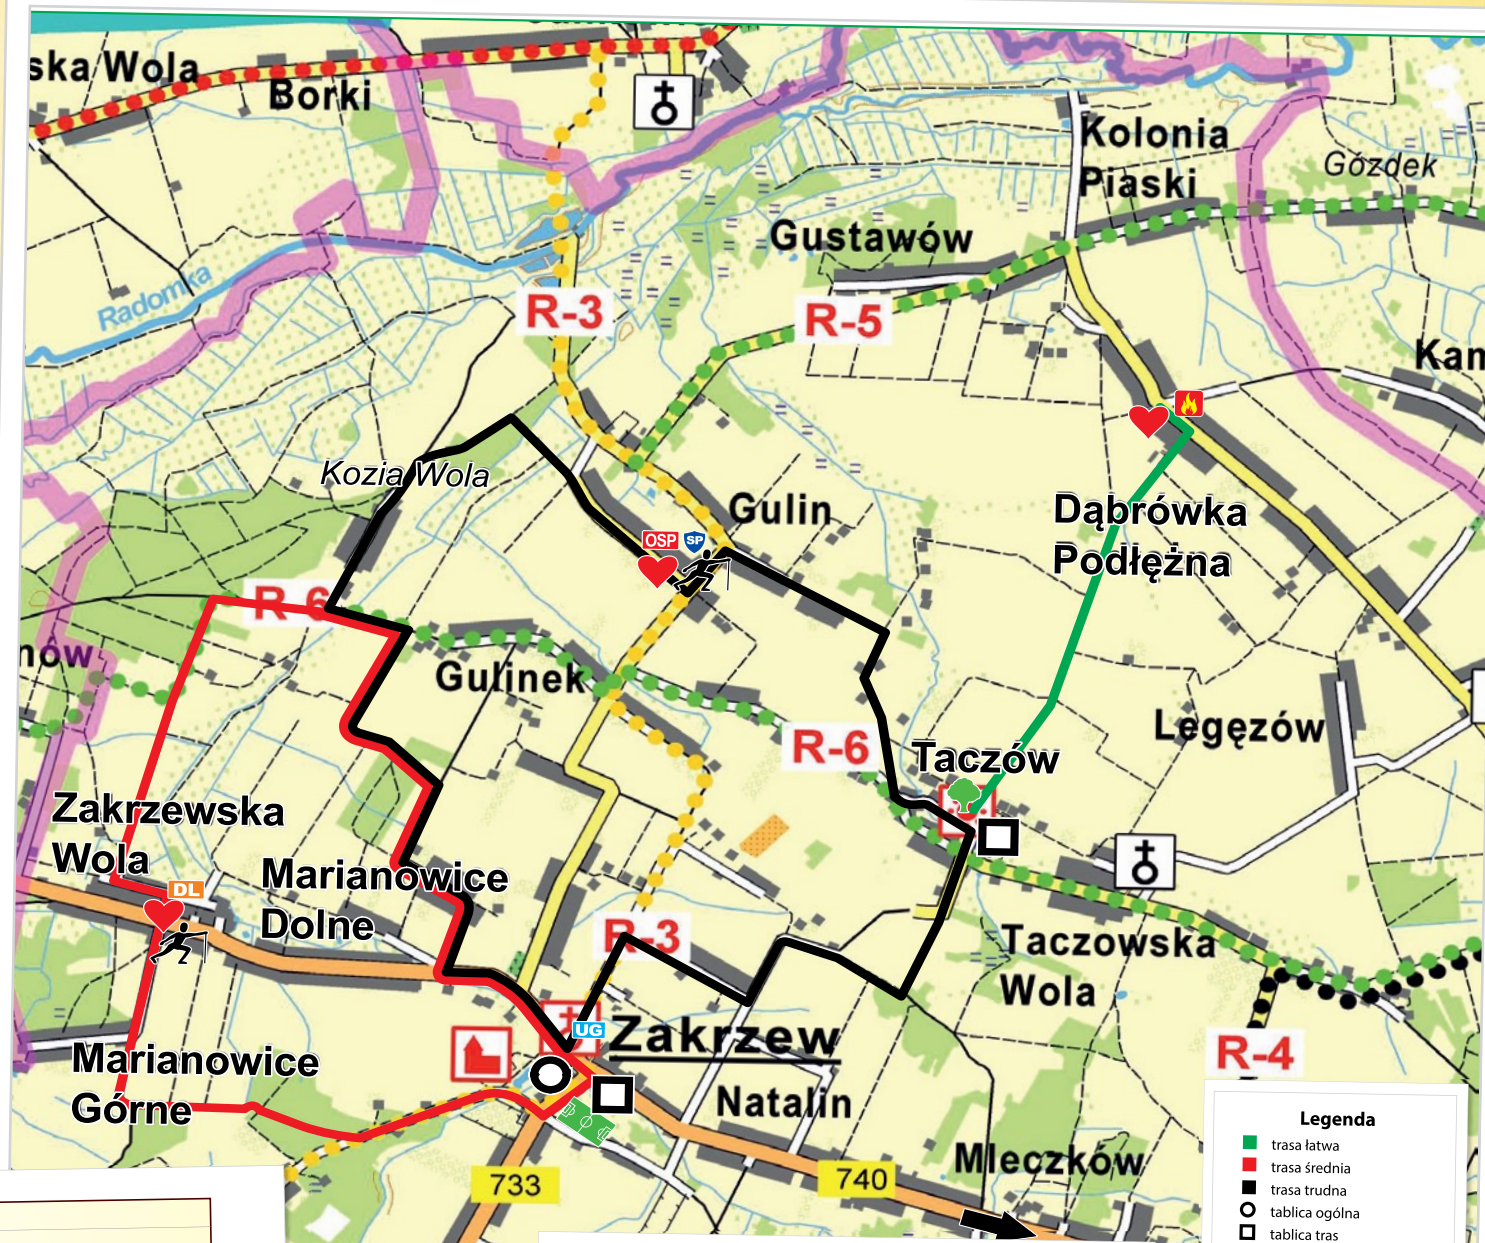 ska Wola
Borki
Kolonia
Piaski
Gózdek
Gustawów
Radomka
R-3
R-5
Kam
Kozia Wola
Gulin
OSP
SP
Dąbrówka
Podłężna
R-6
nów
Gulinek
Legęzów
R-6
Taczów
Zakrzewska
Wola
DL
Marianowice
Dolne
R-3
Taczowska
Wola
UG
Zakrzew
R-4
Marianowice
Górne
Natalin
Mleczków
733
740
Legenda
trasa łatwa
trasa średnia
trasa trudna
tablica ogólna
tablica tras